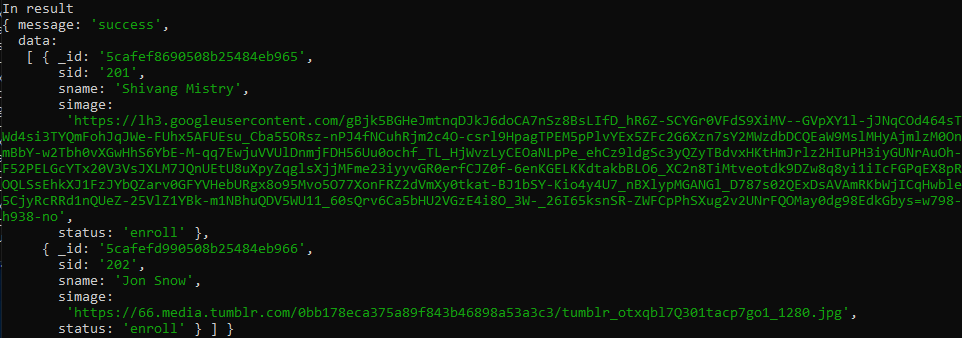 In result
{ message: 'success',
data:
[ { _id: '5cafef8690508b25484eb965',
sid: '201',
sname: 'Shivang Mistry',
simage:
'https://lh3.googleusercontent.com/gBjk5BGHeJmtnqDJkJ6doCA7nSz8BsLIfD_hR6Z-SCYGr0VFdS9XiMV--GVpXY1l-jJNqCOd464sT
Wd4si3TYQmFohJqJWe-FUhx5AFUEsu_Cba55ORsz-nPJ4fNCuhRjm2c4O-csrl9HpagTPEM5pPlvYEx5ZFc2G6Xzn7sY2MWzdbDCQEaW9MslMHyAjmlzM0On
mBbY-w2Tbh0vXGwHhS6YbE-M-qq7EwjuVVUlDnmjFDHS6Uu0ochf_TL_HjWvzLyCEOaNLpPe_ehCz9ldgSc3yQZyTBdvxHKtHmJrlz2HIuPH3iyGUNrAuOh-
F52PELGcYTx20V3VsJXLM7JQnUEtU8uXpyZqglsXjjMFme23iyyvGR0erfCJZ0f-6enKGELKKdtakbBLO6_XC2n8TiMtveotdk9DZw8q8yi1iIcFGPqEX8pR
OQLSsEhkXJ1FzJYbQZarv0GFYVHebURgx8o95Mvo5O77XonFRZ2dVmXy0tkat-BJ1bSY-Kio4y4U7_nBXlypMGANGl_D787s02QExDsAVAmRKbWjICqHwble
5CjyRcRRd1nQUeZ-25VlZ1YBk-m1NBhuQDV5WU11_60sQrv6Ca5bHU2VGzE4i8O_3W-_26I65ksnSR-ZWFCpPhSXug2v2UNrFQOMay0dg98EdkGbys=w798-
h938-no',
status: 'enroll' },
{ _id: '5cafefd990508b25484eb966',
sid: '202',
sname: 'Jon Snow',
simage:
'https://66.media.tumblr.com/0bb178eca375a89f843b46898a53a3c3/tumblr_otxqbl7Q301tacp7go1_1280.jpg',
status: 'enroll' } ] }